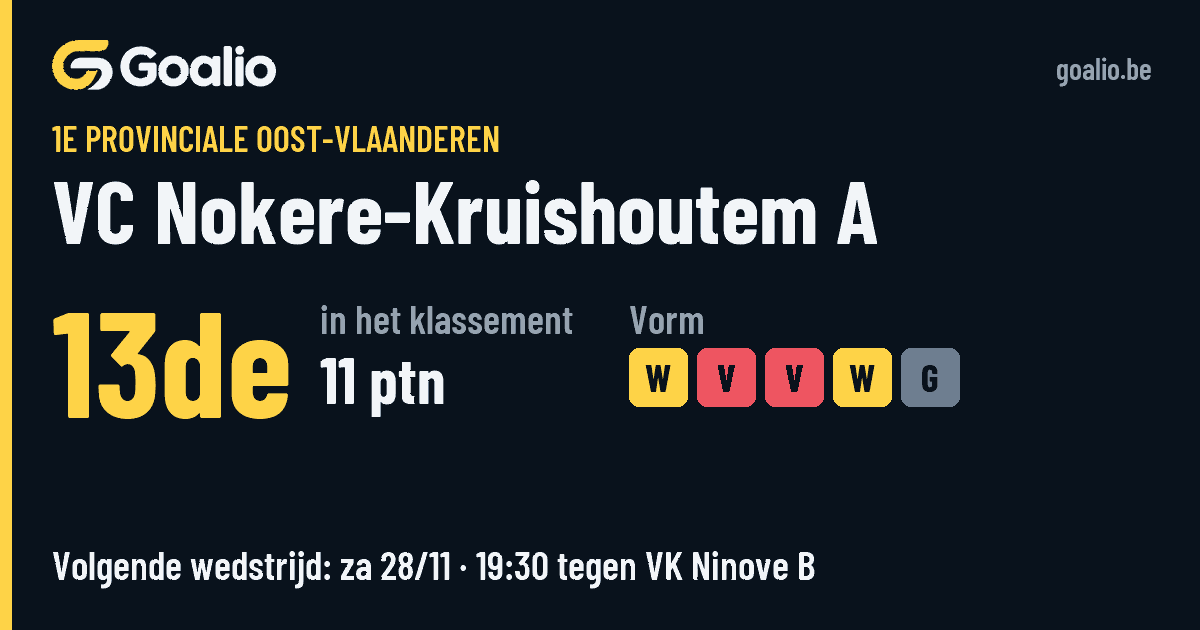 Goalio
goalio.be
1E PROVINCIALE OOST-VLAANDEREN
VC Nokere-Kruishoutem A
13de
in het klassement
11 ptn
Vorm
W V V W G
Volgende wedstrijd: za 28/11 · 19:30 tegen VK Ninove B